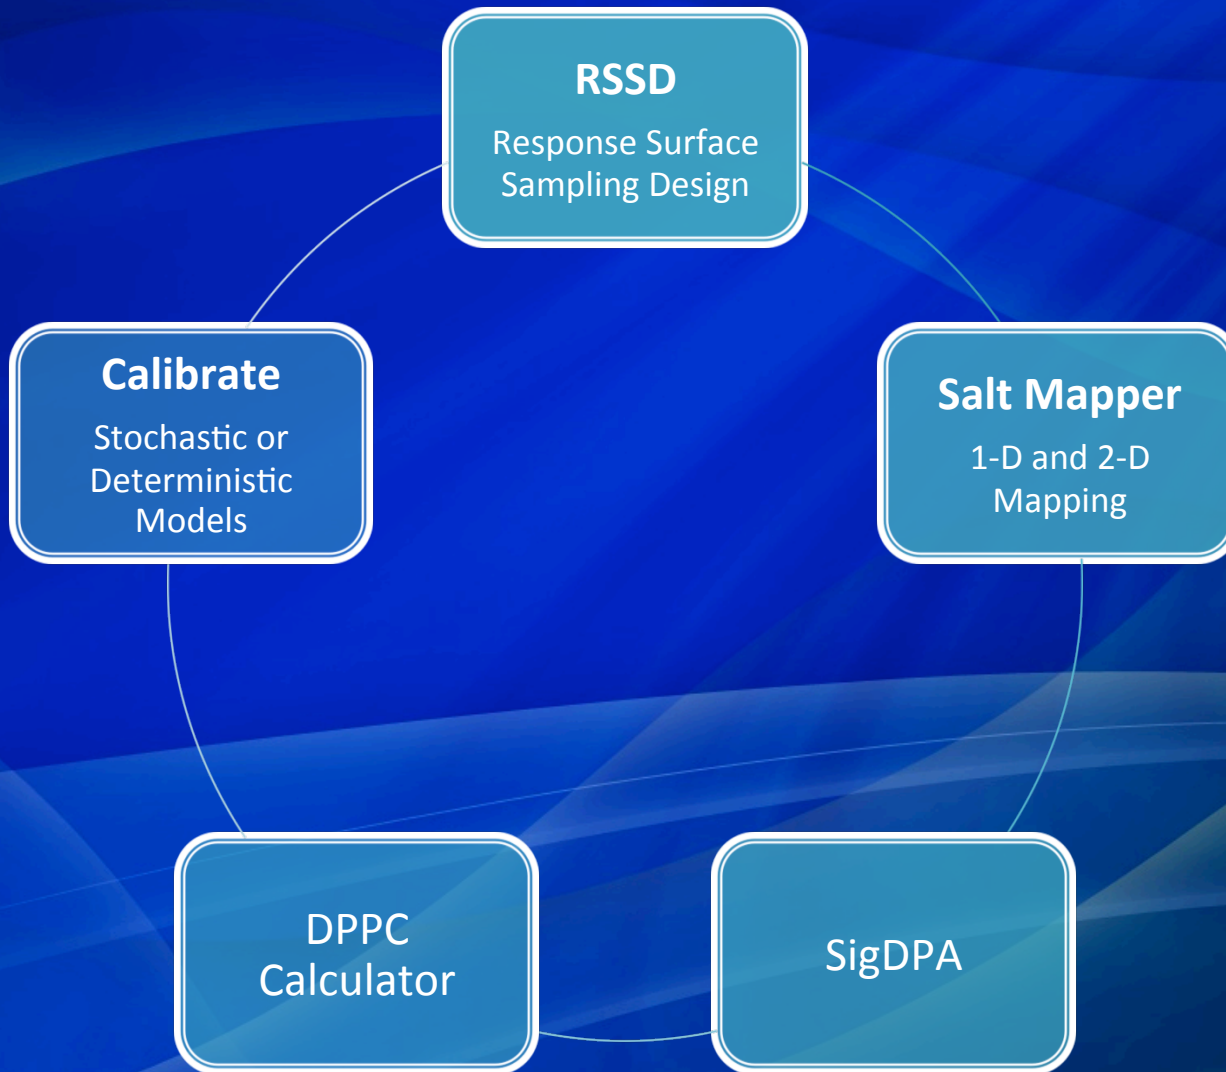 RSSD
Response Surface
Sampling Design
Calibrate
Stochastic or
Deterministic
Models
Salt Mapper
1-D and 2-D
Mapping
DPPC
Calculator
SigDPA